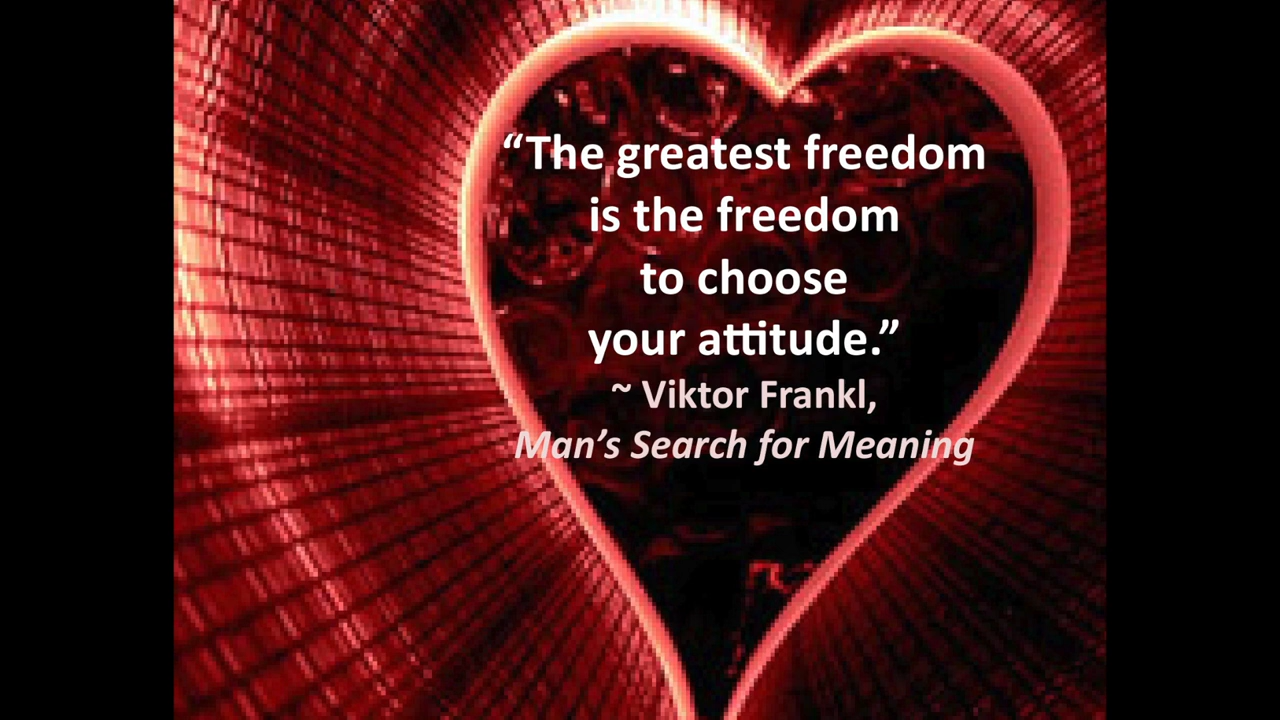 “The greatest freedom
is the freedom
to choose
your attitude.”
~ Viktor Frankl,
Man’s Search for Meaning